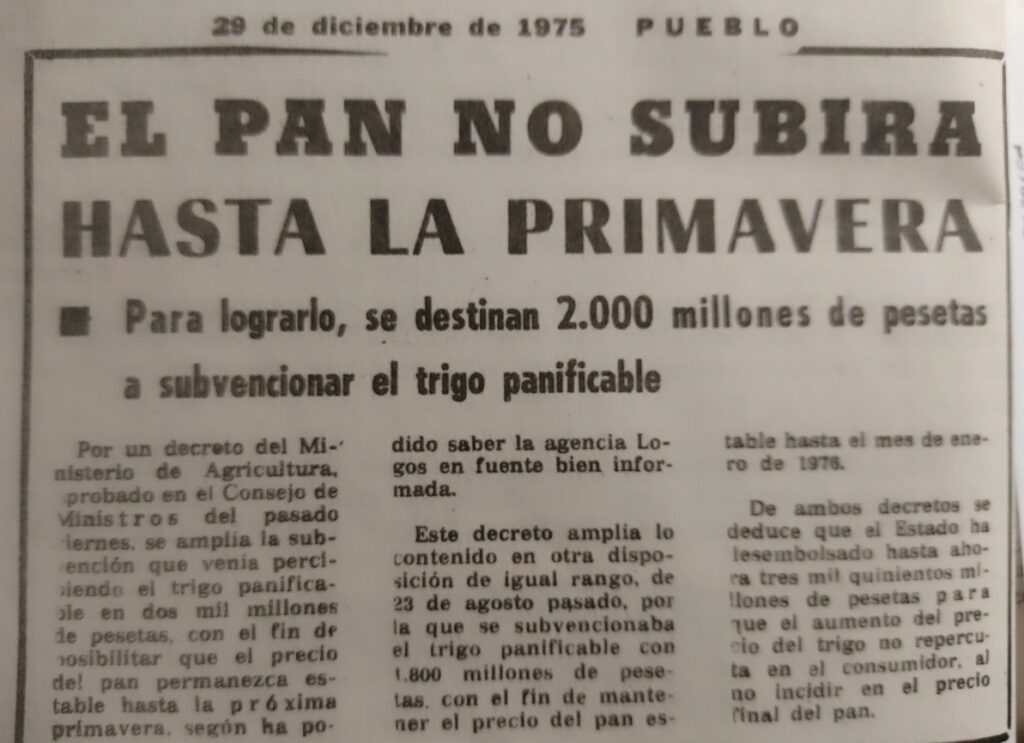 29 de diciembre de 1975 PUEBLO
EL PAN NO SUBIRA
HASTA LA PRIMAVERA
■ Para lograrlo, se destinan 2.000 millones de pesetas
a subvencionar el trigo panificable
Por un decreto del Mi-
nisterio de Agricultura,
probado en el Consejo de
Ministros del pasado
iernes, se amplía la sub-
ención que venía perci-
iendo el trigo panifica-
ble en dos mil millones
de pesetas, con el fin de
posibilitar que el precio
del pan permanezca es-
table hasta la próxima
primavera, según ha po-
dido saber la agencia Lo-
gos en fuente bien infor-
mada.
Este decreto amplía lo
contenido en otra dispo-
sición de igual rango, de
23 de agosto pasado, por
la que se subvencionaba
el trigo panificable con
1.800 millones de pese-
tas, con el fin de mante-
ner el precio del pan es-
table hasta el mes de ene-
ro de 1976.
De ambos decretos se
deduce que el Estado ha
desembolsado hasta aho-
ra tres mil quinientos mi-
llones de pesetas para
que el aumento del pre-
cio del trigo no repercu-
ta en el consumidor, al
no incidir en el precio
final del pan.